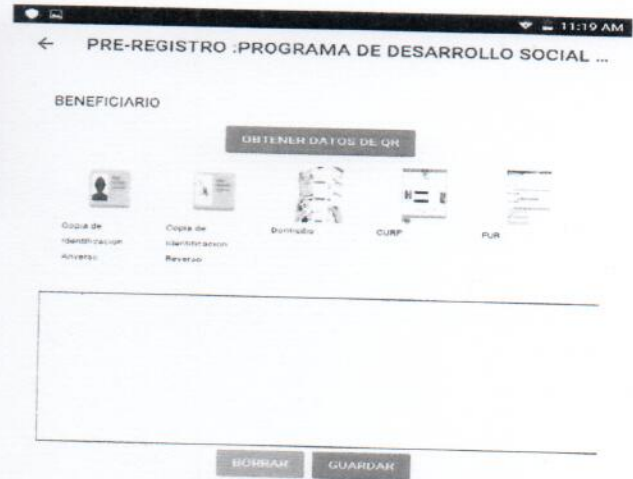 11:19 AM
PRE-REGISTRO :PROGRAMA DE DESARROLLO SOCIAL ...
BENEFICIARIO
OBTENER DATOS DE QR
Copia de
Identificacion
Anverso
Copia de
Identificacion
Reverso
Domicilio
CURP
FUR
BORRAR
GUARDAR